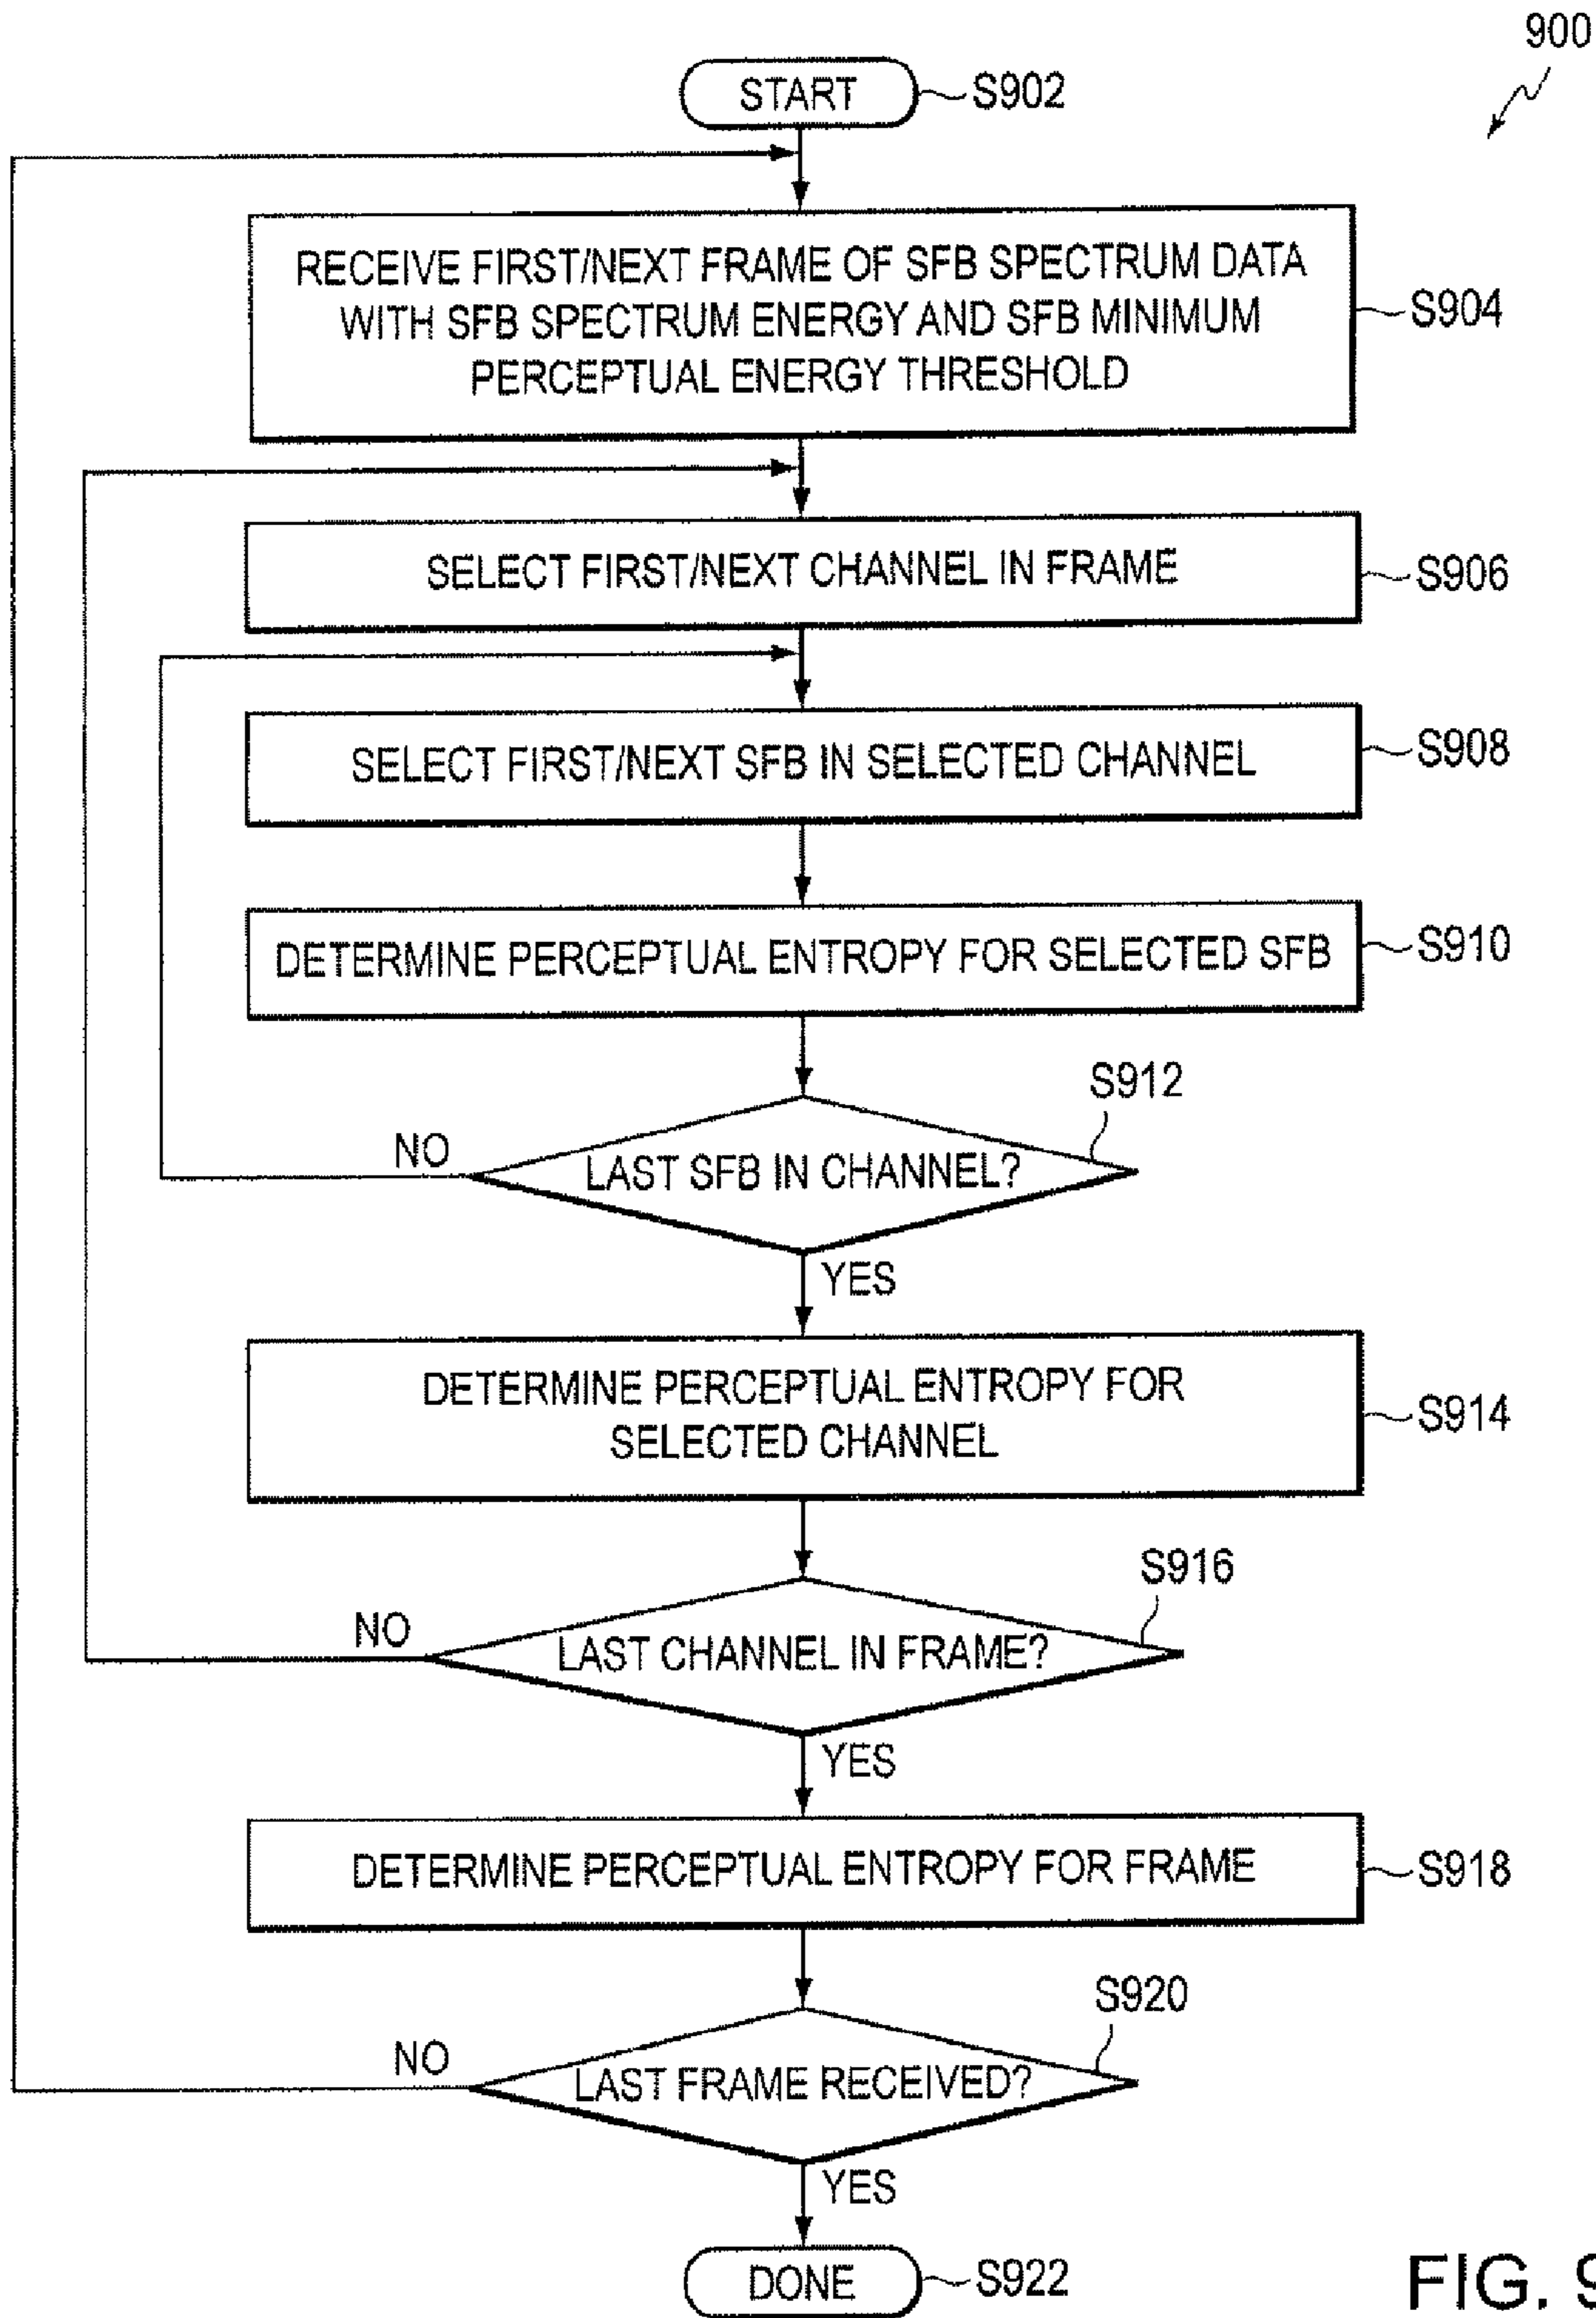 900
START
S902
RECEIVE FIRST/NEXT FRAME OF SFB SPECTRUM DATA
WITH SFB SPECTRUM ENERGY AND SFB MINIMUM
PERCEPTUAL ENERGY THRESHOLD
S904
SELECT FIRST/NEXT CHANNEL IN FRAME
S906
SELECT FIRST/NEXT SFB IN SELECTED CHANNEL
S908
DETERMINE PERCEPTUAL ENTROPY FOR SELECTED SFB
S910
S912
NO
LAST SFB IN CHANNEL?
YES
DETERMINE PERCEPTUAL ENTROPY FOR
SELECTED CHANNEL
S914
S916
NO
LAST CHANNEL IN FRAME?
YES
DETERMINE PERCEPTUAL ENTROPY FOR FRAME
S918
S920
NO
LAST FRAME RECEIVED?
YES
DONE
S922
FIG. 9